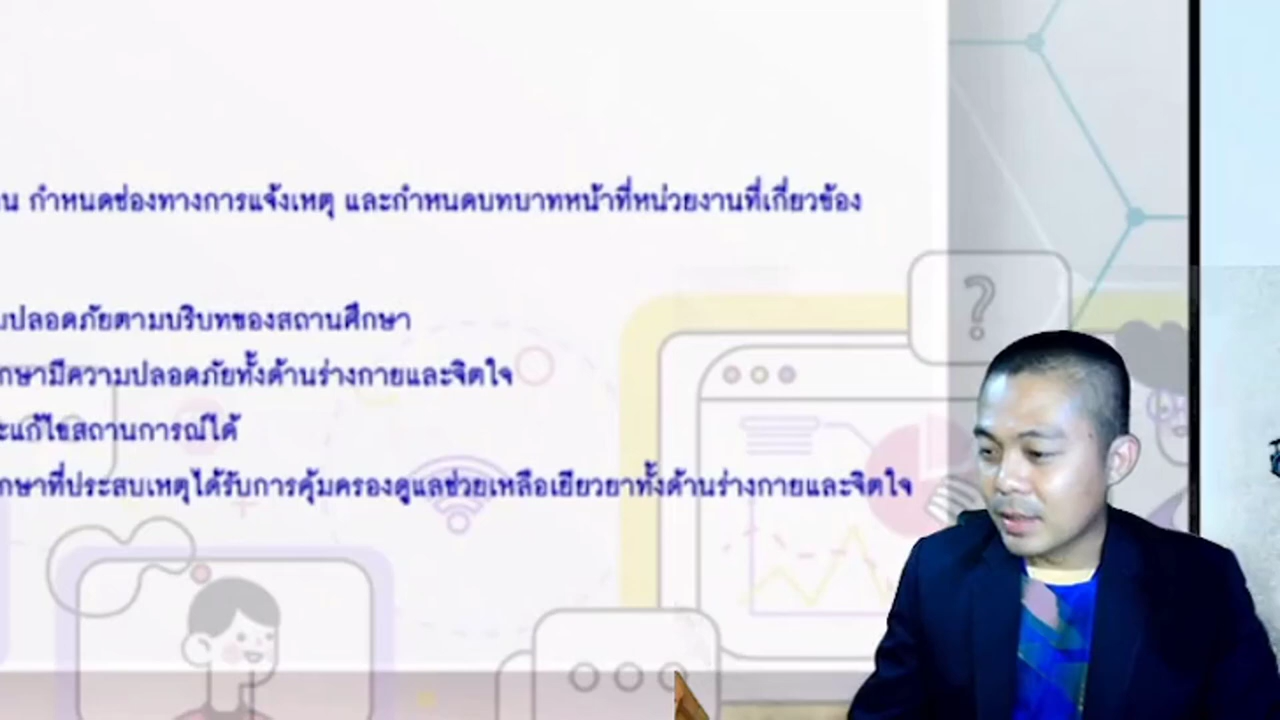 น กำหนดช่องทางการแจ้งเหตุ และกำหนดบทบาทหน้าที่หน่วยงานที่เกี่ยวข้อง
ปลอดภัยตามบริบทของสถานศึกษา
กษามีความปลอดภัยทั้งด้านร่างกายและจิตใจ
ะแก้ไขสถานการณ์ได้
กษาที่ประสบเหตุได้รับการคุ้มครองดูแลช่วยเหลือเยียวยาทั้งด้านร่างกายและจิตใจ
?